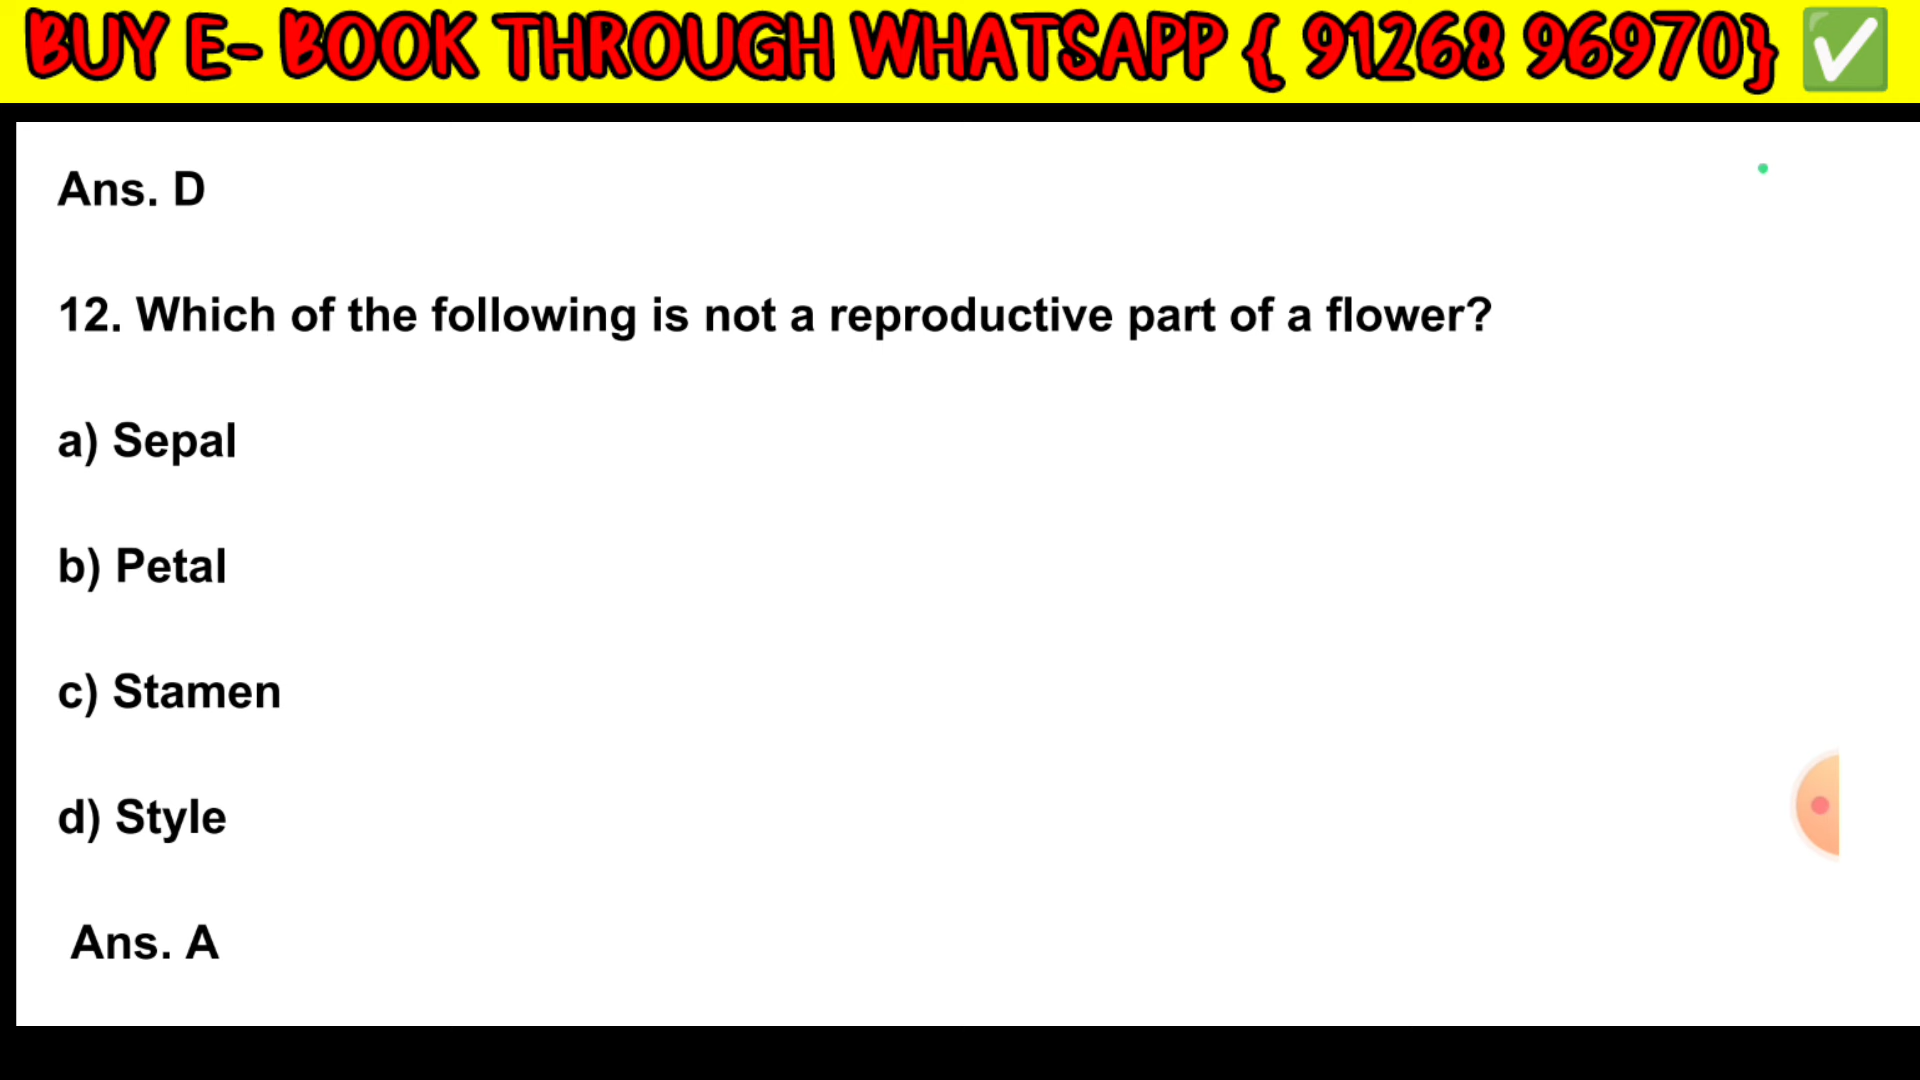 BUY E- BOOK THROUGH WHATSAPP { 91268 96970} ✅
Ans. D
12. Which of the following is not a reproductive part of a flower?
a) Sepal
b) Petal
c) Stamen
d) Style
Ans. A